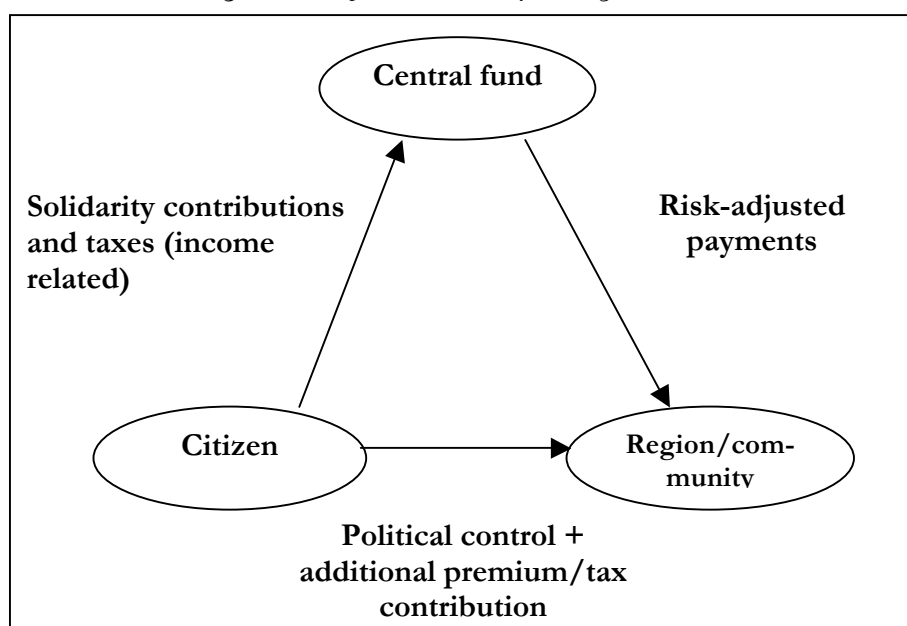 Central fund
Solidarity contributions
and taxes (income
related)
Risk-adjusted
payments
Citizen
Region/com-
munity
Political control +
additional premium/tax
contribution